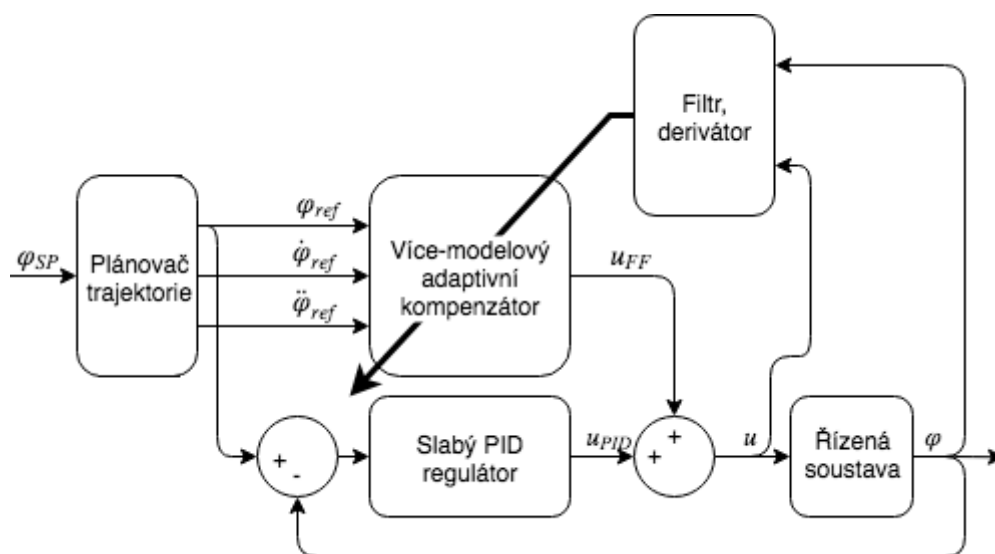 Filtr,
derivátor
φ_SP
Plánovač
trajektorie
φ_ref
φ̇_ref
φ̈_ref
Více-modelový
adaptivní
kompenzátor
u_FF
+
-
Slabý PID
regulátor
u_PID
+
+
u
Řízená
soustava
φ